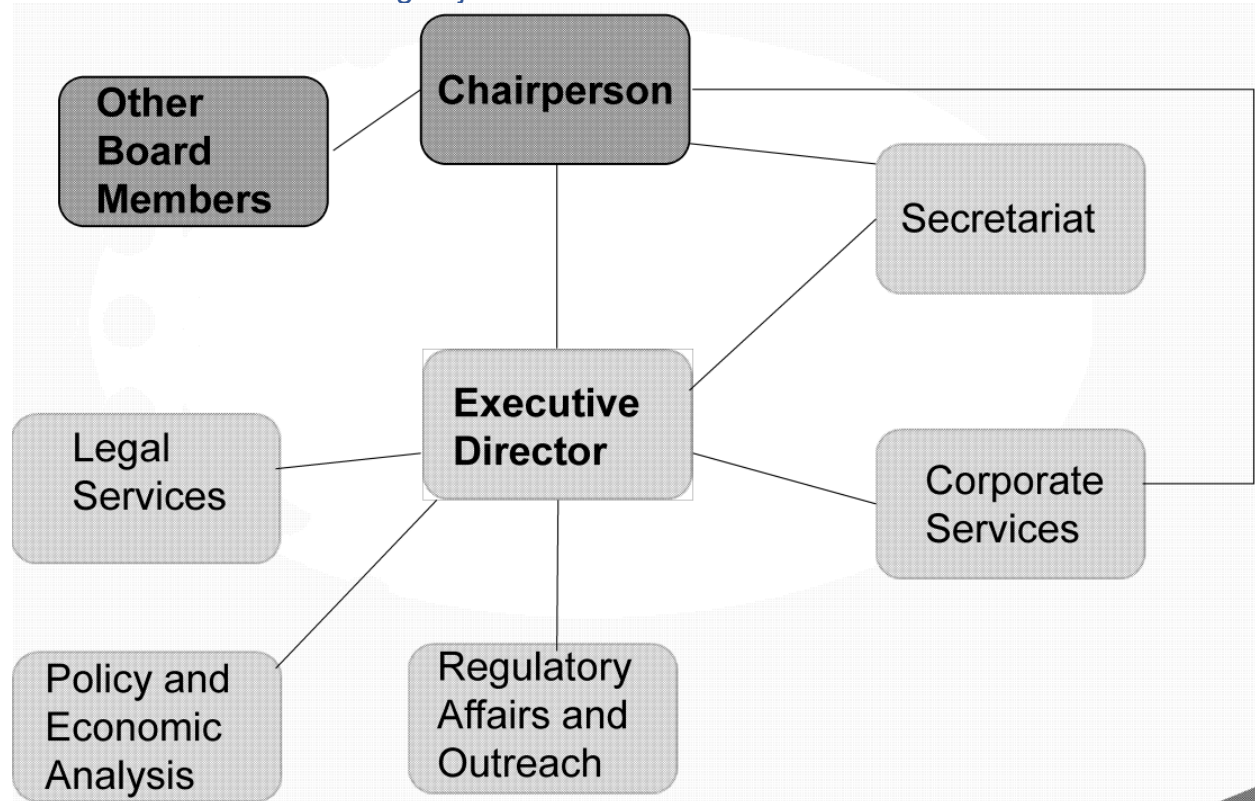 Chairperson
Other
Board
Members
Secretariat
Executive
Director
Legal
Services
Corporate
Services
Policy and
Economic
Analysis
Regulatory
Affairs and
Outreach